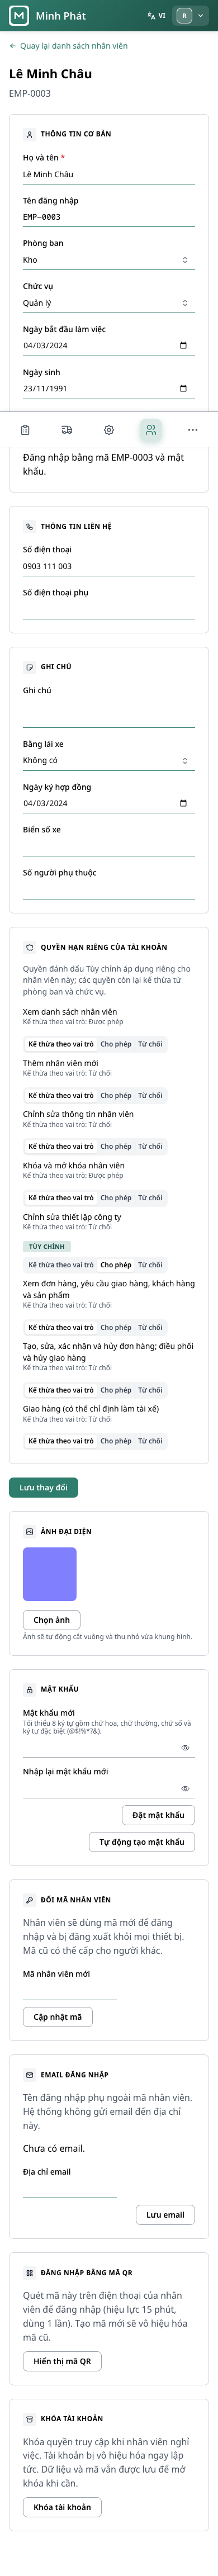 Minh Phát
VI
R
Quay lại danh sách nhân viên
Lê Minh Châu
EMP-0003
THÔNG TIN CƠ BẢN
Họ và tên *
Lê Minh Châu
Tên đăng nhập
EMP-0003
Phòng ban
Kho
Chức vụ
Quản lý
Ngày bắt đầu làm việc
04/03/2024
Ngày sinh
23/11/1991
Đăng nhập bằng mã EMP-0003 và mật
khẩu.
THÔNG TIN LIÊN HỆ
Số điện thoại
0903 111 003
Số điện thoại phụ
GHI CHÚ
Ghi chú
Bằng lái xe
Không có
Ngày ký hợp đồng
04/03/2024
Biển số xe
Số người phụ thuộc
QUYỀN HẠN RIÊNG CỦA TÀI KHOẢN
Quyền đánh dấu Tùy chỉnh áp dụng riêng cho
nhân viên này; các quyền còn lại kế thừa từ
phòng ban và chức vụ.
Xem danh sách nhân viên
Kế thừa theo vai trò: Được phép
Kế thừa theo vai trò Cho phép Từ chối
Thêm nhân viên mới
Kế thừa theo vai trò: Từ chối
Kế thừa theo vai trò Cho phép Từ chối
Chỉnh sửa thông tin nhân viên
Kế thừa theo vai trò: Từ chối
Kế thừa theo vai trò Cho phép Từ chối
Khóa và mở khóa nhân viên
Kế thừa theo vai trò: Được phép
Kế thừa theo vai trò Cho phép Từ chối
Chỉnh sửa thiết lập công ty
Kế thừa theo vai trò: Từ chối
TÙY CHỈNH
Kế thừa theo vai trò Cho phép Từ chối
Xem đơn hàng, yêu cầu giao hàng, khách hàng
và sản phẩm
Kế thừa theo vai trò: Từ chối
Kế thừa theo vai trò Cho phép Từ chối
Tạo, sửa, xác nhận và hủy đơn hàng; điều phối
và hủy giao hàng
Kế thừa theo vai trò: Từ chối
Kế thừa theo vai trò Cho phép Từ chối
Giao hàng (có thể chỉ định làm tài xế)
Kế thừa theo vai trò: Từ chối
Kế thừa theo vai trò Cho phép Từ chối
Lưu thay đổi
ẢNH ĐẠI DIỆN
Chọn ảnh
Ảnh sẽ tự động cắt vuông và thu nhỏ vừa khung hình.
MẬT KHẨU
Mật khẩu mới
Tối thiểu 8 ký tự gồm chữ hoa, chữ thường, chữ số và
ký tự đặc biệt (@$!%*?&).
Nhập lại mật khẩu mới
Đặt mật khẩu
Tự động tạo mật khẩu
ĐỔI MÃ NHÂN VIÊN
Nhân viên sẽ dùng mã mới để đăng
nhập và bị đăng xuất khỏi mọi thiết bị.
Mã cũ có thể cấp cho người khác.
Mã nhân viên mới
Cập nhật mã
EMAIL ĐĂNG NHẬP
Tên đăng nhập phụ ngoài mã nhân viên.
Hệ thống không gửi email đến địa chỉ
này.
Chưa có email.
Địa chỉ email
Lưu email
ĐĂNG NHẬP BẰNG MÃ QR
Quét mã này trên điện thoại của nhân
viên để đăng nhập (hiệu lực 15 phút,
dùng 1 lần). Tạo mã mới sẽ vô hiệu hóa
mã cũ.
Hiển thị mã QR
KHÓA TÀI KHOẢN
Khóa quyền truy cập khi nhân viên nghỉ
việc. Tài khoản bị vô hiệu hóa ngay lập
tức. Dữ liệu và mã vẫn được lưu để mở
khóa khi cần.
Khóa tài khoản